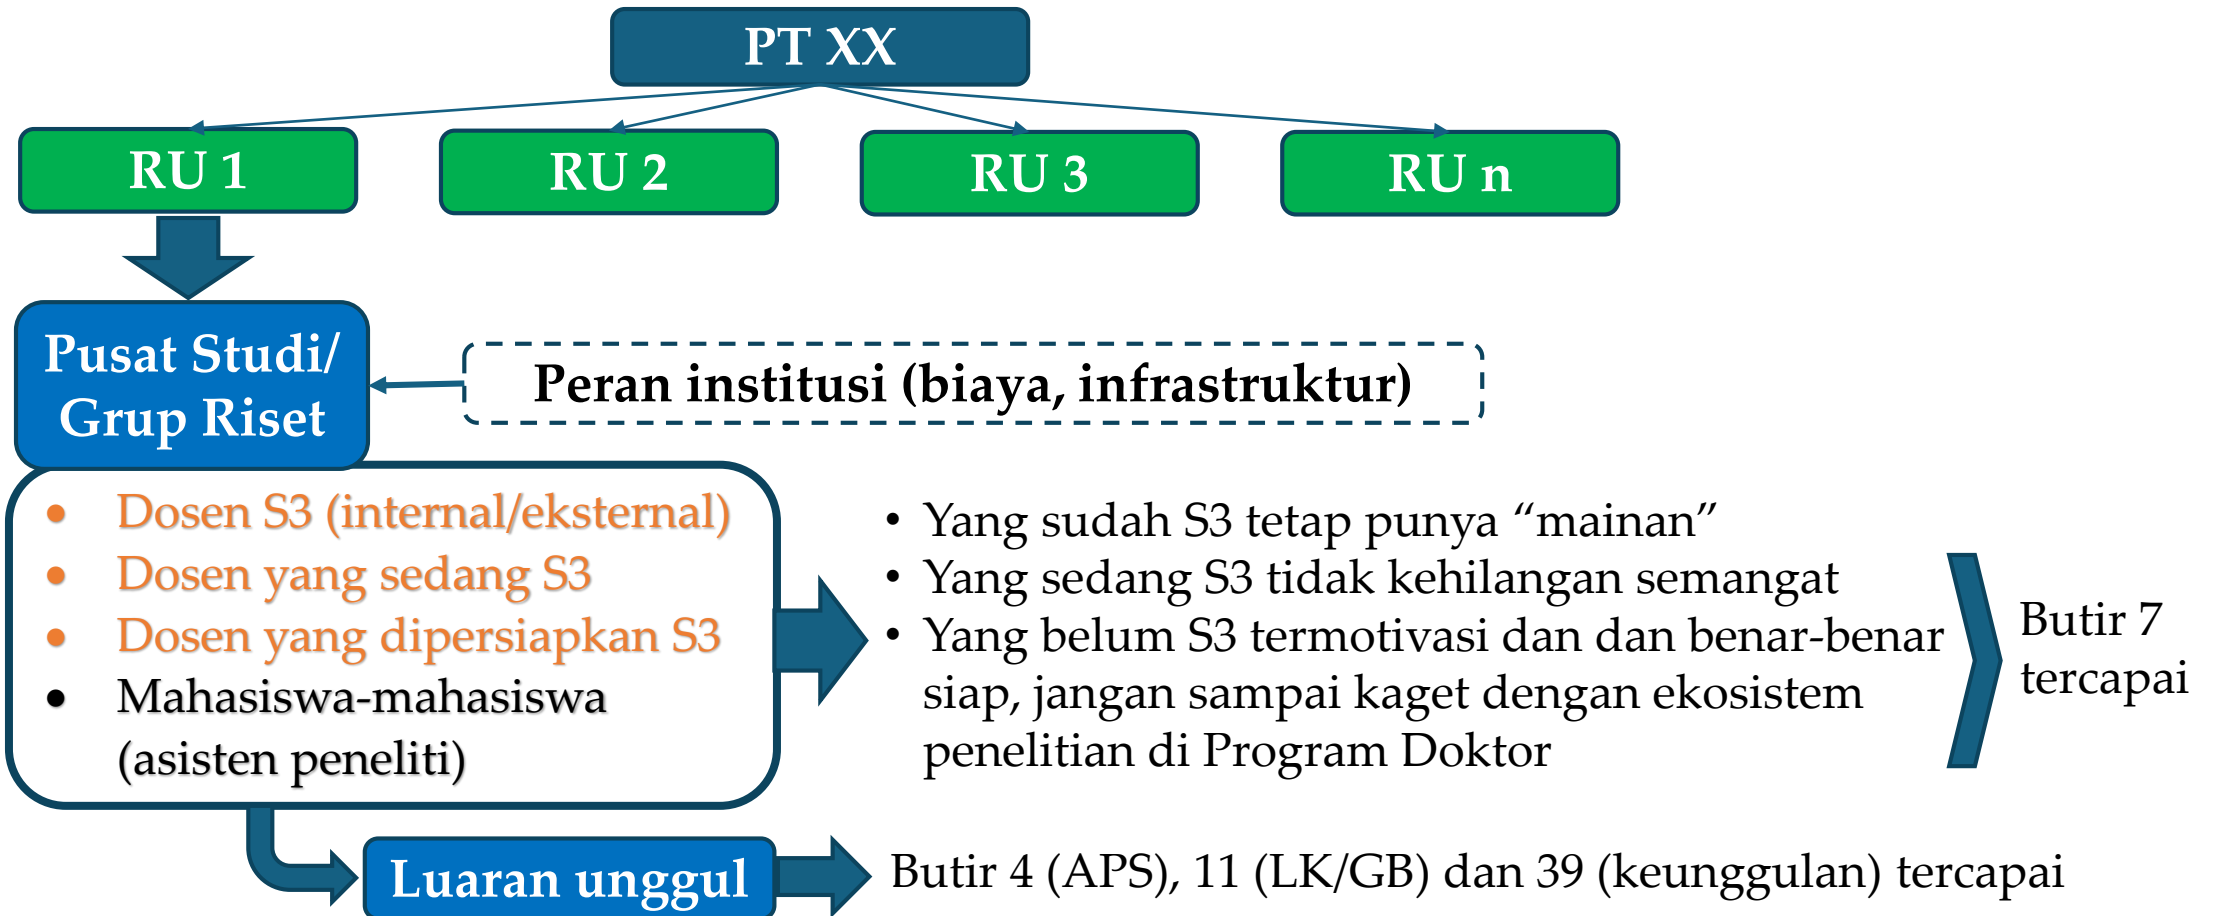 PT XX
RU 1
RU 2
RU 3
RU n
Pusat Studi/
Grup Riset
Peran institusi (biaya, infrastruktur)
• Dosen S3 (internal/eksternal)
• Dosen yang sedang S3
• Dosen yang dipersiapkan S3
• Mahasiswa-mahasiswa
(asisten peneliti)
• Yang sudah S3 tetap punya “mainan”
• Yang sedang S3 tidak kehilangan semangat
• Yang belum S3 termotivasi dan dan benar-benar
siap, jangan sampai kaget dengan ekosistem
penelitian di Program Doktor
Butir 7
tercapai
Luaran unggul
Butir 4 (APS), 11 (LK/GB) dan 39 (keunggulan) tercapai